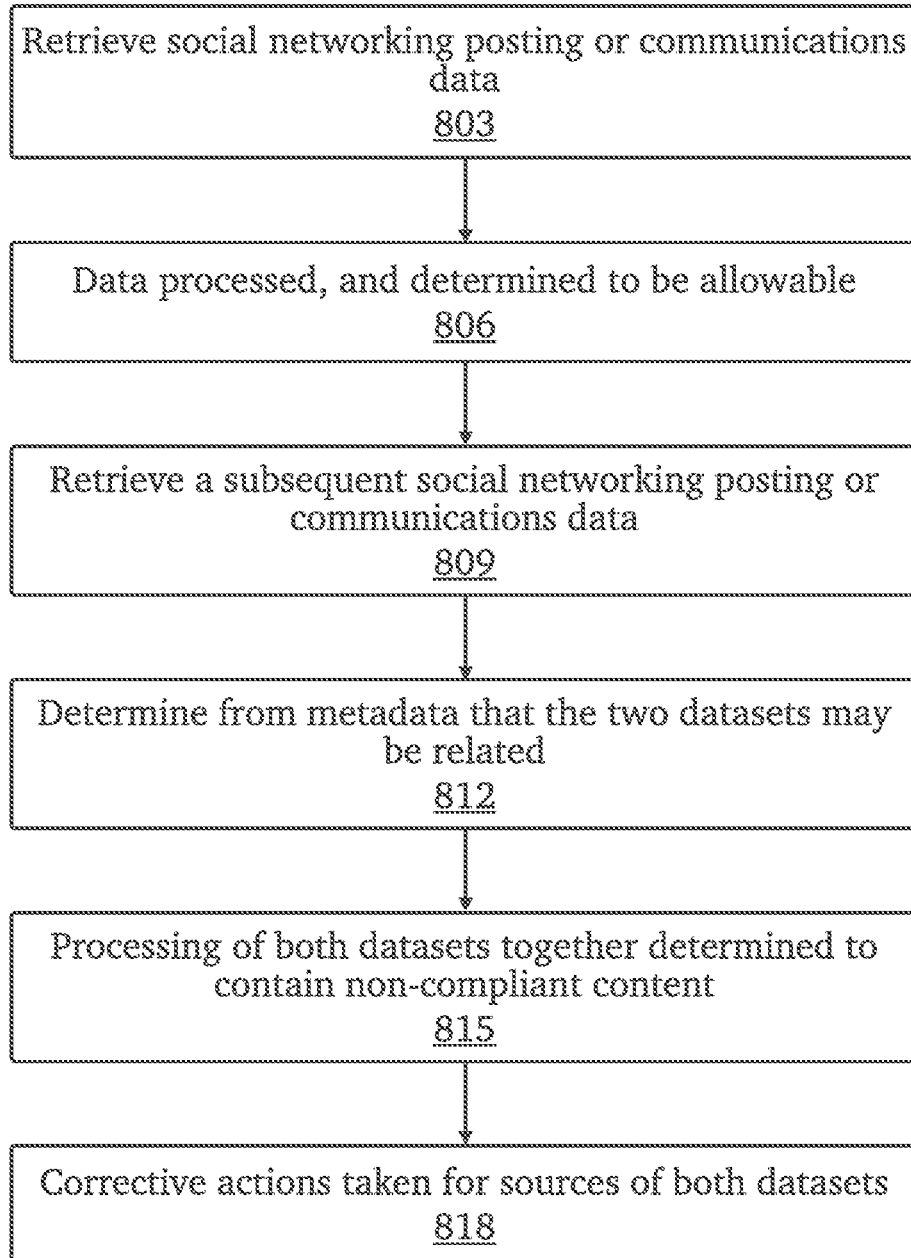 Retrieve social networking posting or communications
data
803
Data processed, and determined to be allowable
806
Retrieve a subsequent social networking posting or
communications data
809
Determine from metadata that the two datasets may
be related
812
Processing of both datasets together determined to
contain non-compliant content
815
Corrective actions taken for sources of both datasets
818